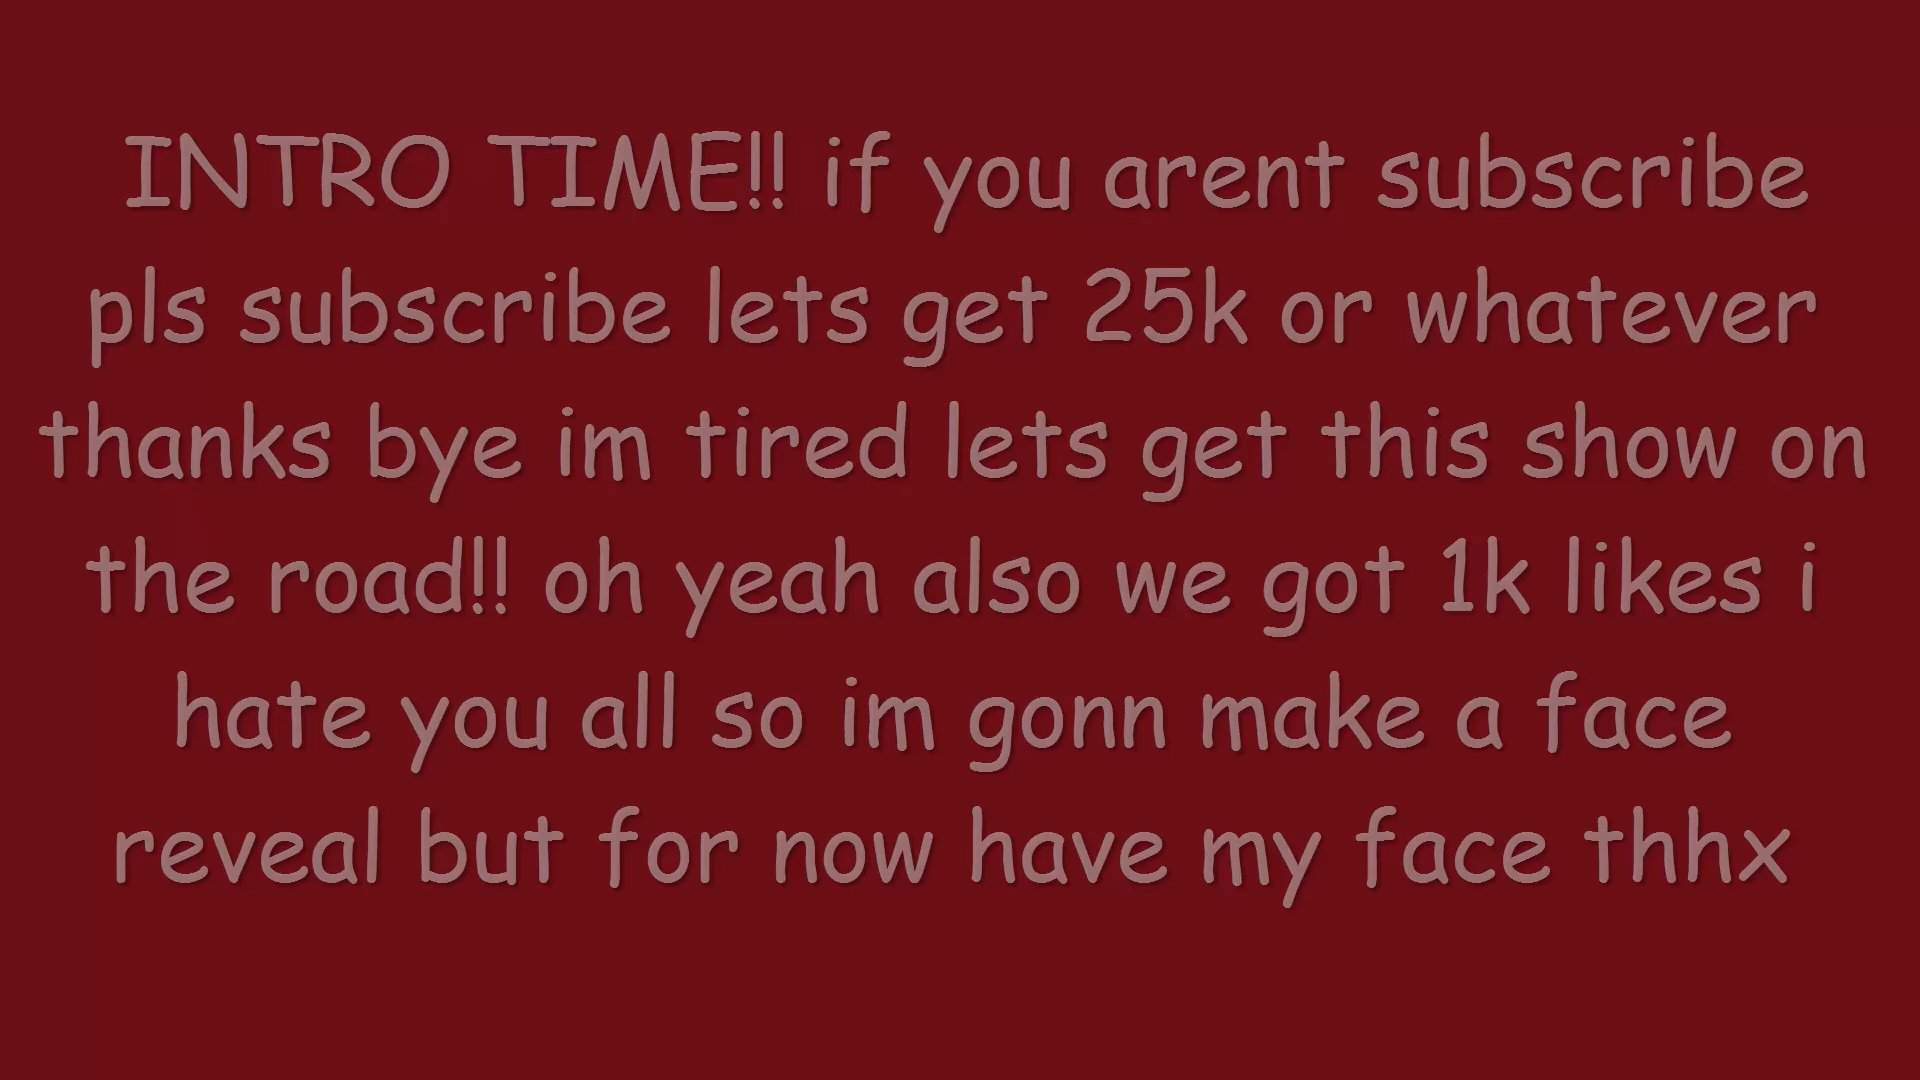 INTRO TIME!! if you arent subscribe
pls subscribe lets get 25k or whatever
thanks bye im tired lets get this show on
the road!! oh yeah also we got 1k likes i
hate you all so im gonn make a face
reveal but for now have my face thhx